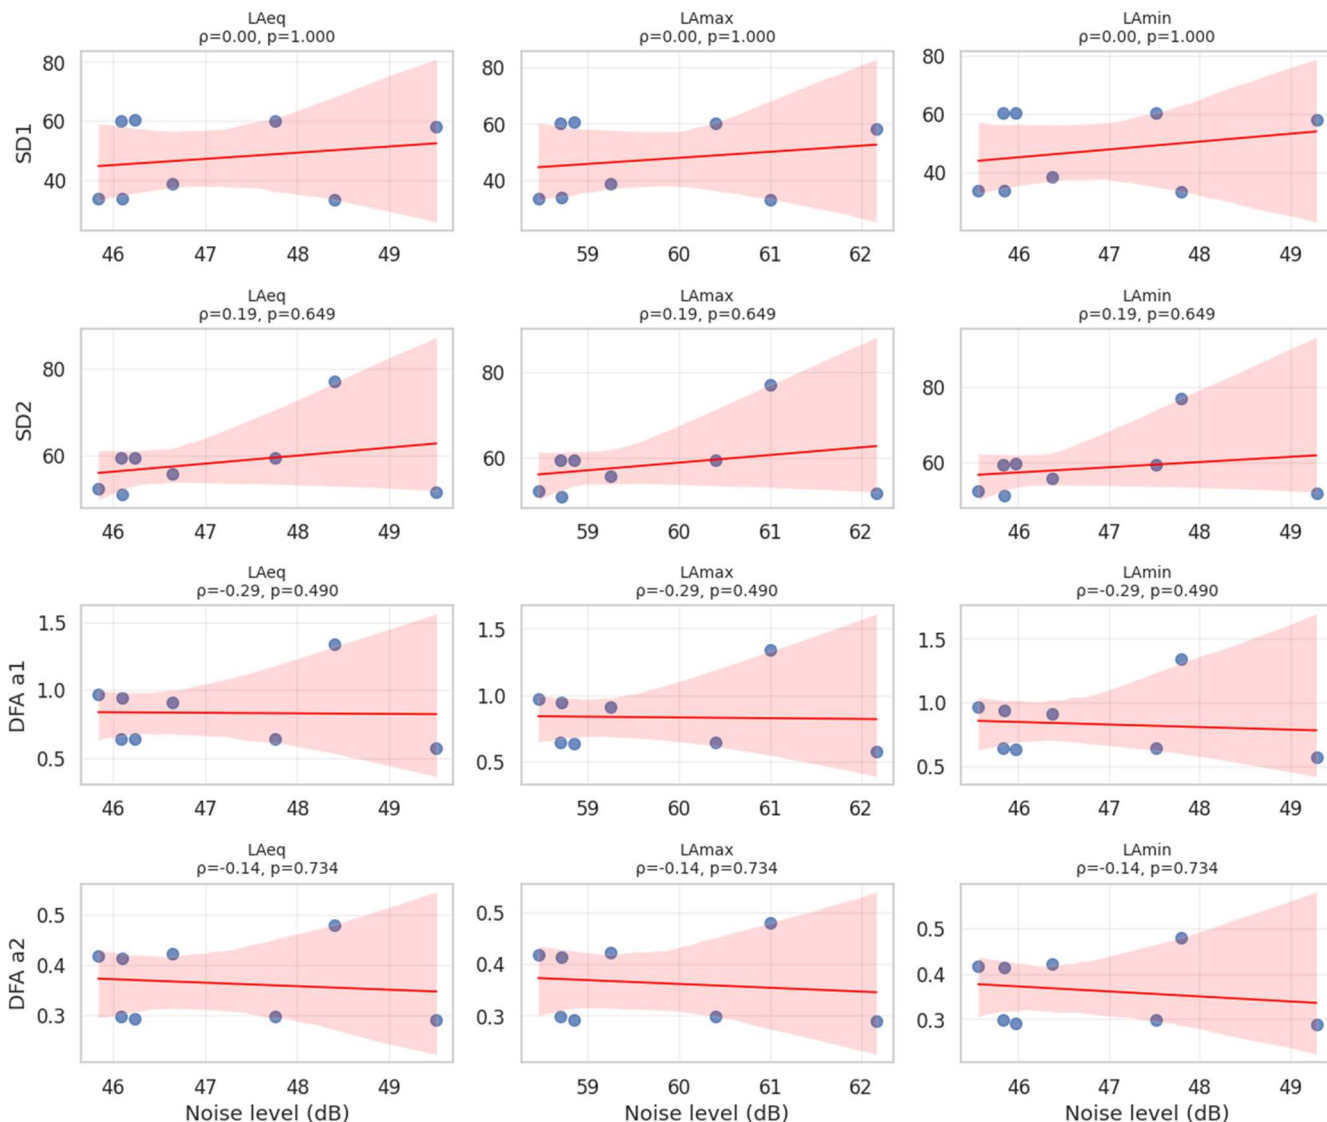 LAeq
ρ=0.00, p=1.000
LAmax
ρ=0.00, p=1.000
LAmin
ρ=0.00, p=1.000
SD1
80
60
40
46 47 48 49
80
60
40
59 60 61 62
80
60
40
46 47 48 49
LAeq
ρ=0.19, p=0.649
LAmax
ρ=0.19, p=0.649
LAmin
ρ=0.19, p=0.649
SD2
80
60
46 47 48 49
80
60
59 60 61 62
80
60
46 47 48 49
LAeq
ρ=-0.29, p=0.490
LAmax
ρ=-0.29, p=0.490
LAmin
ρ=-0.29, p=0.490
DFA a1
1.5
1.0
0.5
46 47 48 49
1.5
1.0
0.5
59 60 61 62
1.5
1.0
0.5
46 47 48 49
LAeq
ρ=-0.14, p=0.734
LAmax
ρ=-0.14, p=0.734
LAmin
ρ=-0.14, p=0.734
DFA a2
0.5
0.4
0.3
46 47 48 49
Noise level (dB)
0.5
0.4
0.3
59 60 61 62
Noise level (dB)
0.5
0.4
0.3
46 47 48 49
Noise level (dB)